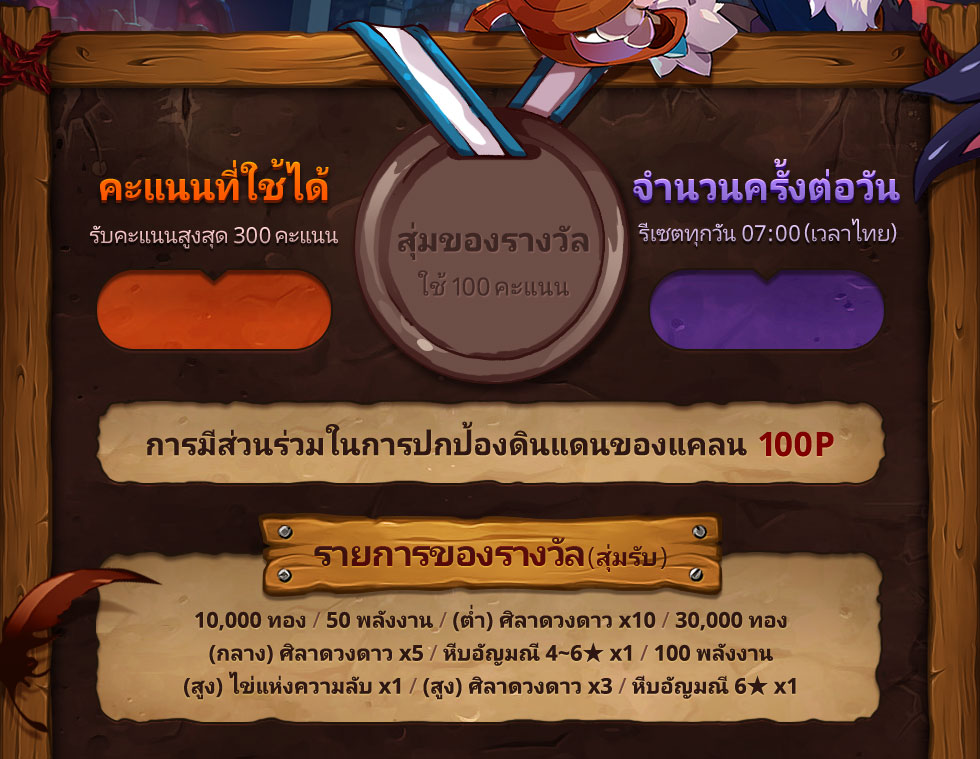 คะแนนที่ใช้ได้
รับคะแนนสูงสุด 300 คะแนน
สุ่มของรางวัล
ใช้ 100 คะแนน
จำนวนครั้งต่อวัน
รีเซตทุกวัน 07:00 (เวลาไทย)
การมีส่วนร่วมในการปกป้องดินแดนของแคลน 100P
รายการของรางวัล (สุ่มรับ)
10,000 ทอง / 50 พลังงาน / (ต่ำ) ศิลาดวงดาว x10 / 30,000 ทอง
(กลาง) ศิลาดวงดาว x5 / หีบอัญมณี 4~6★ x1 / 100 พลังงาน
(สูง) ไข่แห่งความลับ x1 / (สูง) ศิลาดวงดาว x3 / หีบอัญมณี 6★ x1